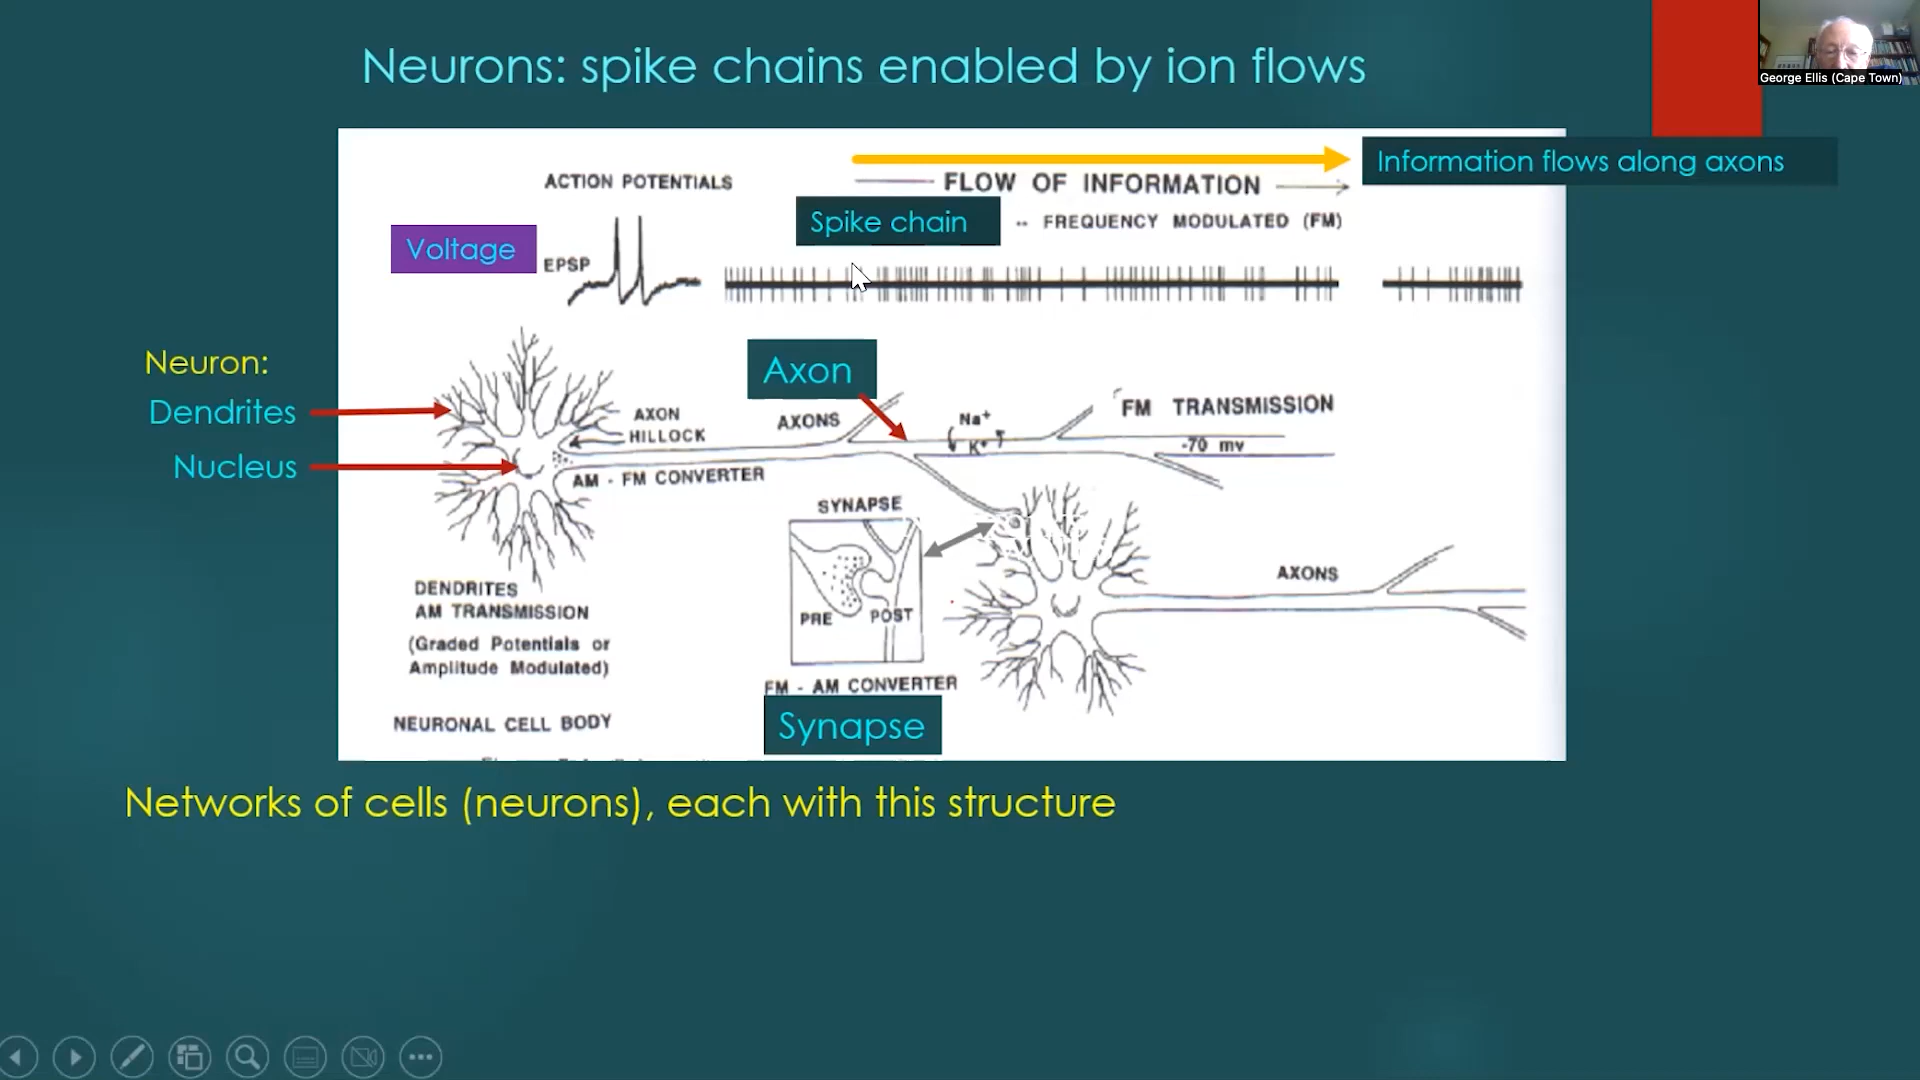 Neurons: spike chains enabled by ion flows
George Ellis (Cape Town)
Information flows along axons
ACTION POTENTIALS
FLOW OF INFORMATION
Spike chain
-- FREQUENCY MODULATED (FM)
Voltage
EPSP
Neuron:
Dendrites
Nucleus
Axon
AXON
HILLOCK
AXONS
Na+
K+
FM TRANSMISSION
-70 mv
AM - FM CONVERTER
SYNAPSE
PRE
POST
FM - AM CONVERTER
Synapse
AXONS
DENDRITES
AM TRANSMISSION
(Graded Potentials or
Amplitude Modulated)
NEURONAL CELL BODY
Networks of cells (neurons), each with this structure